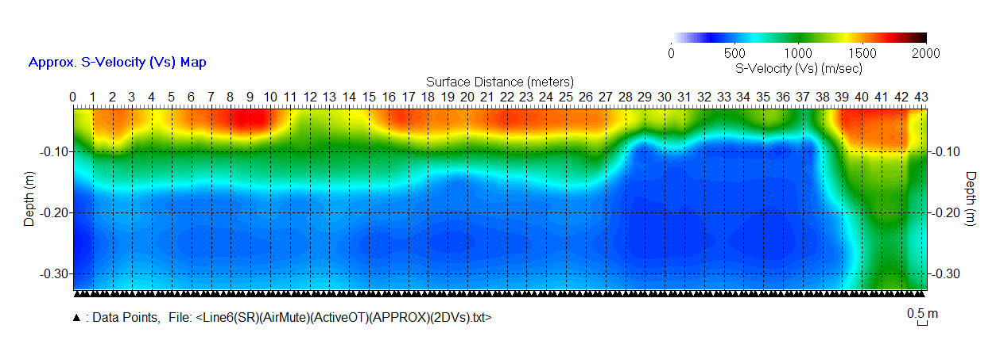 Approx. S-Velocity (Vs) Map
0 500 1000 1500 2000
S-Velocity (Vs) (m/sec)
Surface Distance (meters)
0 1 2 3 4 5 6 7 8 9 10 11 12 13 14 15 16 17 18 19 20 21 22 23 24 25 26 27 28 29 30 31 32 33 34 35 36 37 38 39 40 41 42 43
Depth (m)
-0.10 -0.10
-0.20 -0.20
-0.30 -0.30
Depth (m)
▲ : Data Points, File: <Line6(SR)(AirMute)(ActiveOT)(APPROX)(2DVs).txt>
0.5 m